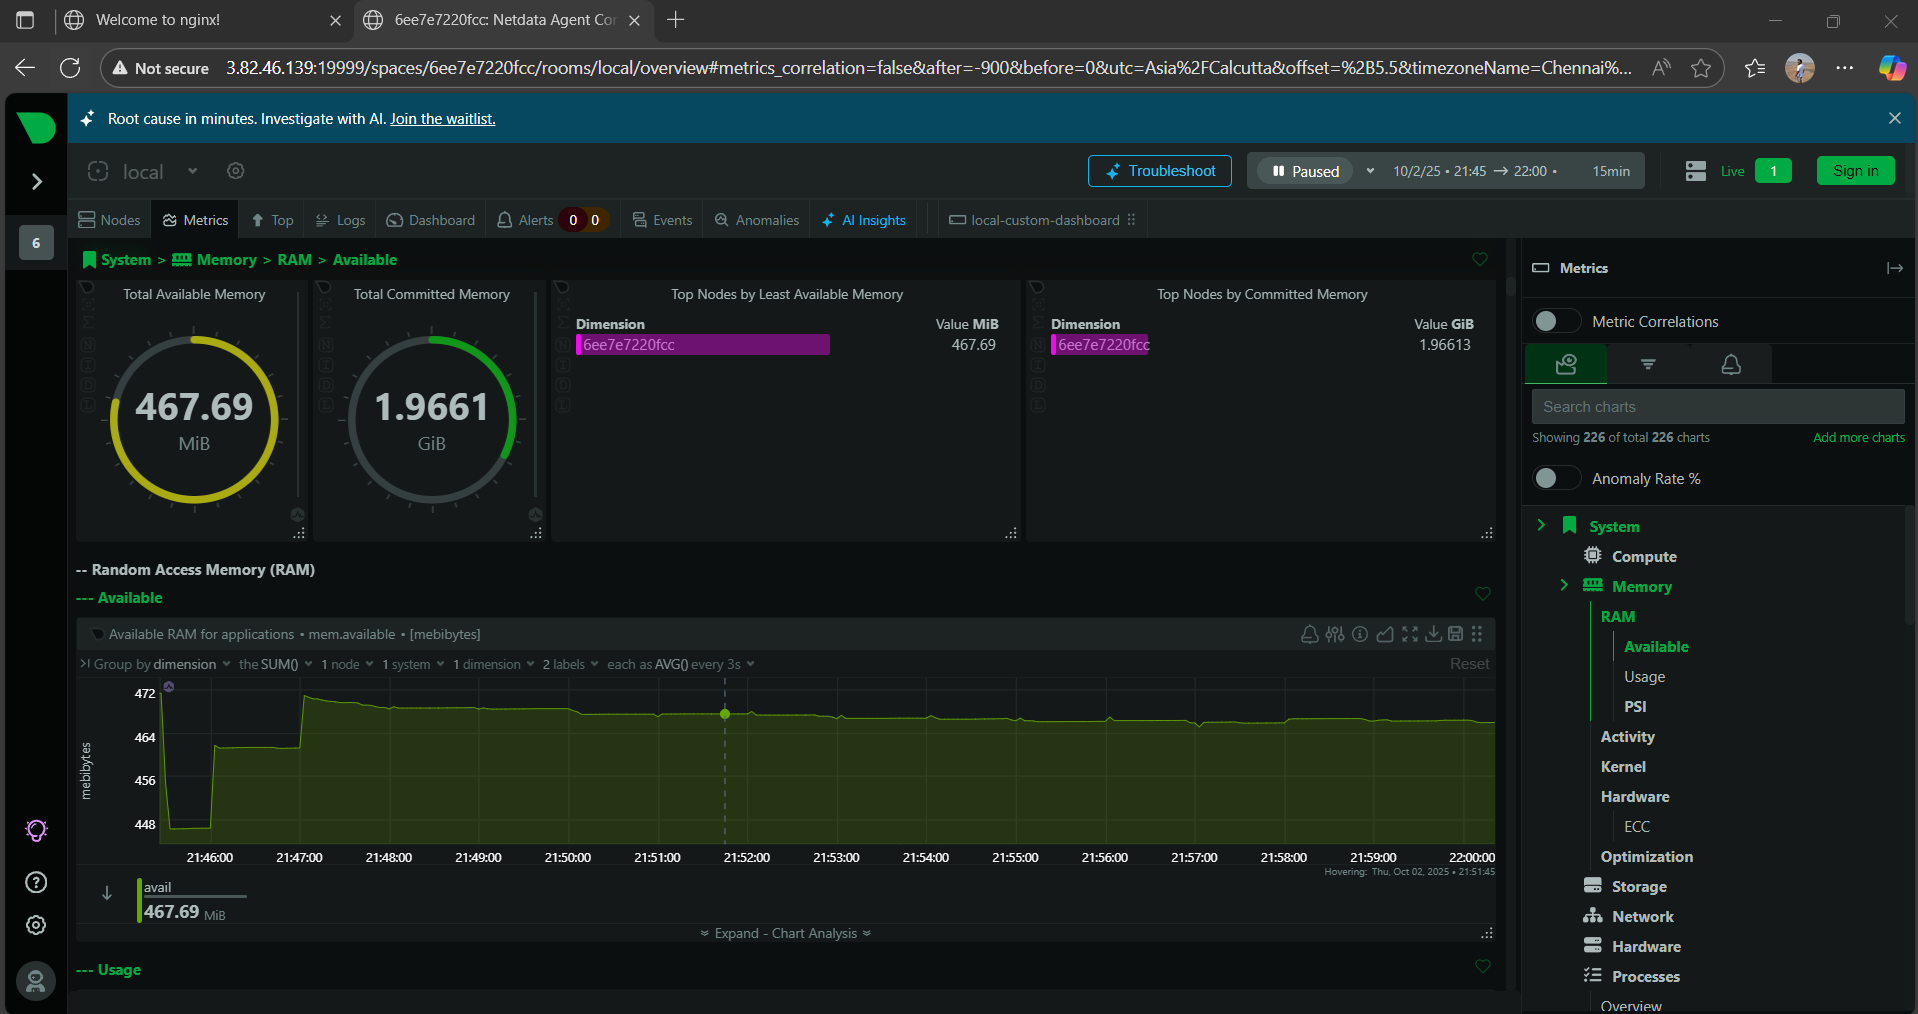 Welcome to nginx!
6ee7e7220fcc: Netdata Agent Co
Not secure 3.82.46.139:19999/spaces/6ee7e7220fcc/rooms/local/overview#metrics_correlation=false&after=-900&before=0&utc=Asia%2FCalcutta&offset=%2B5.5&timezoneName=Chennai%...
Root cause in minutes. Investigate with AI. Join the waitlist.
local
Troubleshoot
Paused
10/2/25 • 21:45 → 22:00 •
15min
Live
1
Sign in
6
Nodes
Metrics
Top
Logs
Dashboard
Alerts 0 0
Events
Anomalies
AI Insights
local-custom-dashboard
System > Memory > RAM > Available
Total Available Memory
467.69
MiB
Total Committed Memory
1.9661
GiB
Top Nodes by Least Available Memory
Dimension Value MiB
6ee7e7220fcc 467.69
Top Nodes by Committed Memory
Dimension Value GiB
6ee7e7220fcc 1.96613
-- Random Access Memory (RAM)
--- Available
Available RAM for applications • mem.available • [mebibytes]
Group by dimension the SUM() 1 node 1 system 1 dimension 2 labels each as AVG() every 3s Reset
mebibytes
472
464
456
448
21:46:00 21:47:00 21:48:00 21:49:00 21:50:00 21:51:00 21:52:00 21:53:00 21:54:00 21:55:00 21:56:00 21:57:00 21:58:00 21:59:00 22:00:00
Hovering: Thu, Oct 02, 2025 • 21:51:45
avail
467.69 MiB
Expand - Chart Analysis
--- Usage
Metrics
Metric Correlations
Search charts
Showing 226 of total 226 charts Add more charts
Anomaly Rate %
System
Compute
Memory
RAM
Available
Usage
PSI
Activity
Kernel
Hardware
ECC
Optimization
Storage
Network
Hardware
Processes
Overview